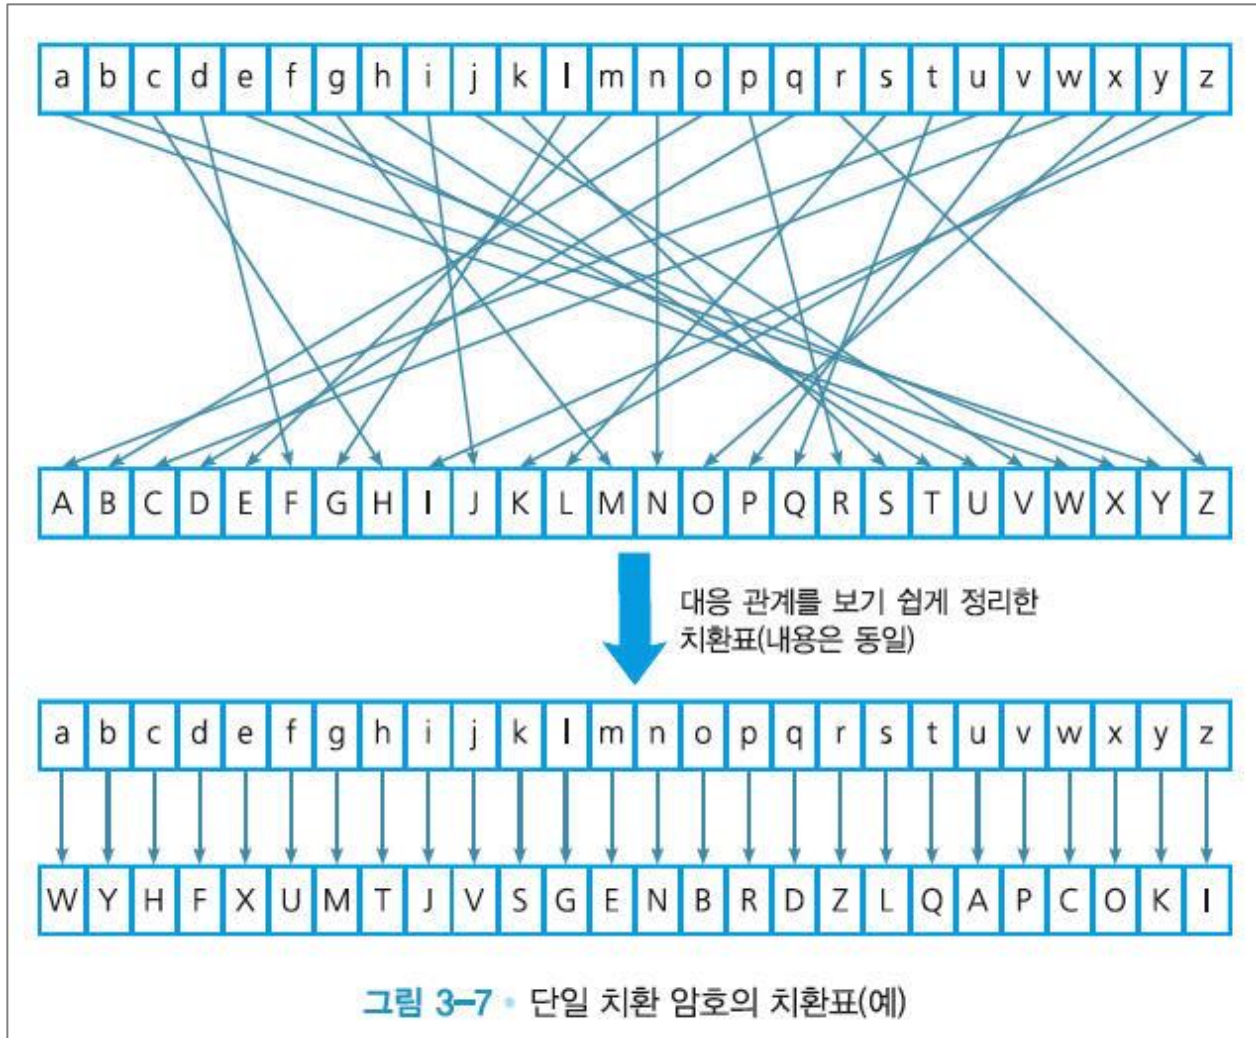 a b c d e f g h i j k l m n o p q r s t u v w x y z
A B C D E F G H I J K L M N O P Q R S T U V W X Y Z
대응 관계를 보기 쉽게 정리한
치환표(내용은 동일)
a b c d e f g h i j k l m n o p q r s t u v w x y z
W Y H F X U M T J V S G E N B R D Z L Q A P C O K I
그림 3-7 • 단일 치환 암호의 치환표(예)